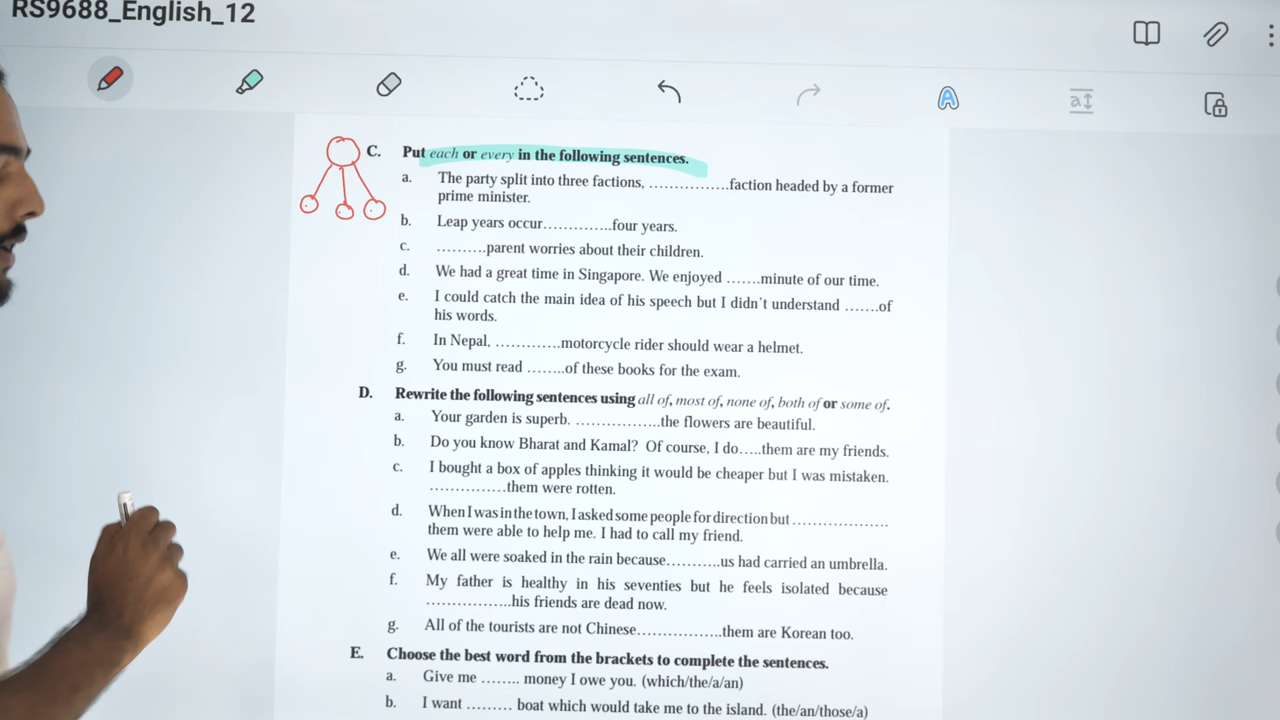 RS9688_English_12
C. Put each or every in the following sentences.
a. The party split into three factions, ................faction headed by a former
prime minister.
b. Leap years occur.............four years.
c. ..........parent worries about their children.
d. We had a great time in Singapore. We enjoyed .......minute of our time.
e. I could catch the main idea of his speech but I didn't understand .......of
his words.
f. In Nepal, .............motorcycle rider should wear a helmet.
g. You must read ........of these books for the exam.
D. Rewrite the following sentences using all of, most of, none of, both of or some of.
a. Your garden is superb. .................the flowers are beautiful.
b. Do you know Bharat and Kamal? Of course, I do.....them are my friends.
c. I bought a box of apples thinking it would be cheaper but I was mistaken.
...............them were rotten.
d. When I was in the town, I asked some people for direction but ...................
them were able to help me. I had to call my friend.
e. We all were soaked in the rain because..........us had carried an umbrella.
f. My father is healthy in his seventies but he feels isolated because
.................his friends are dead now.
g. All of the tourists are not Chinese.................them are Korean too.
E. Choose the best word from the brackets to complete the sentences.
a. Give me ........ money I owe you. (which/the/a/an)
b. I want ......... boat which would take me to the island. (the/an/those/a)